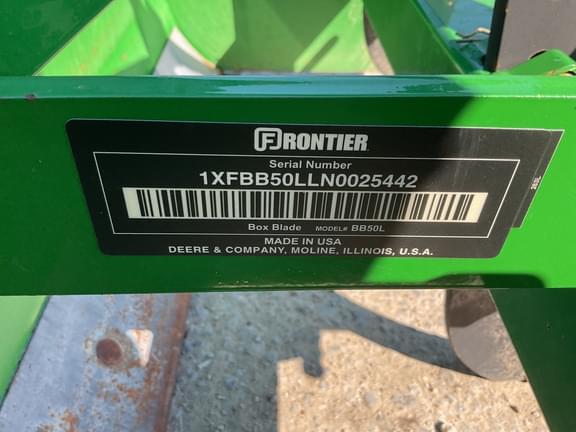 FRONTIER
Serial Number
1XFBB50LLN0025442
Box Blade MODEL# BB50L
MADE IN USA
DEERE & COMPANY, MOLINE, ILLINOIS, U.S.A.